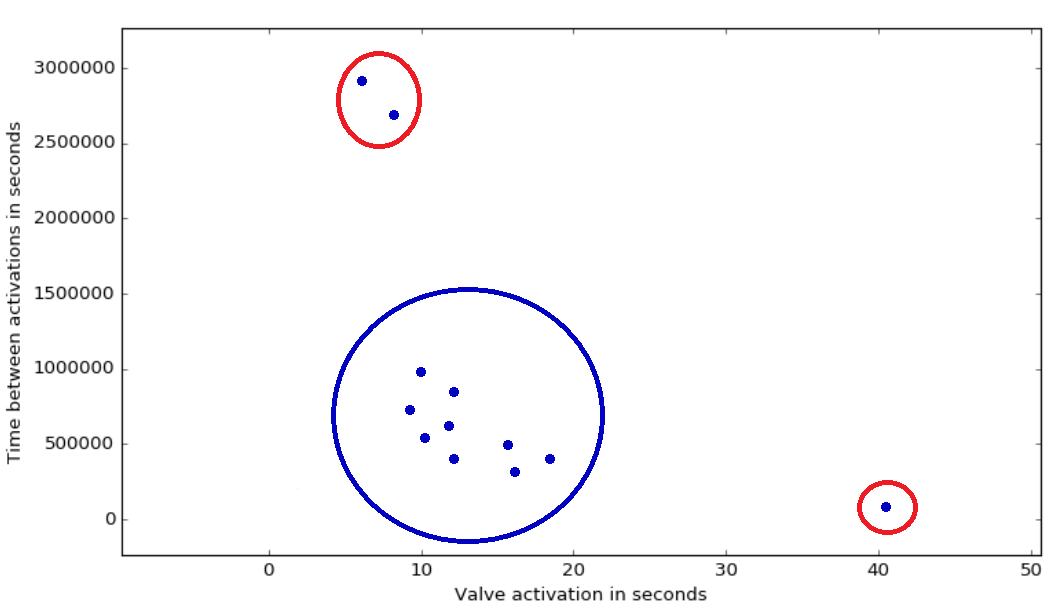 3000000
2500000
2000000
1500000
1000000
500000
0
Time between activations in seconds
0 10 20 30 40 50
Valve activation in seconds